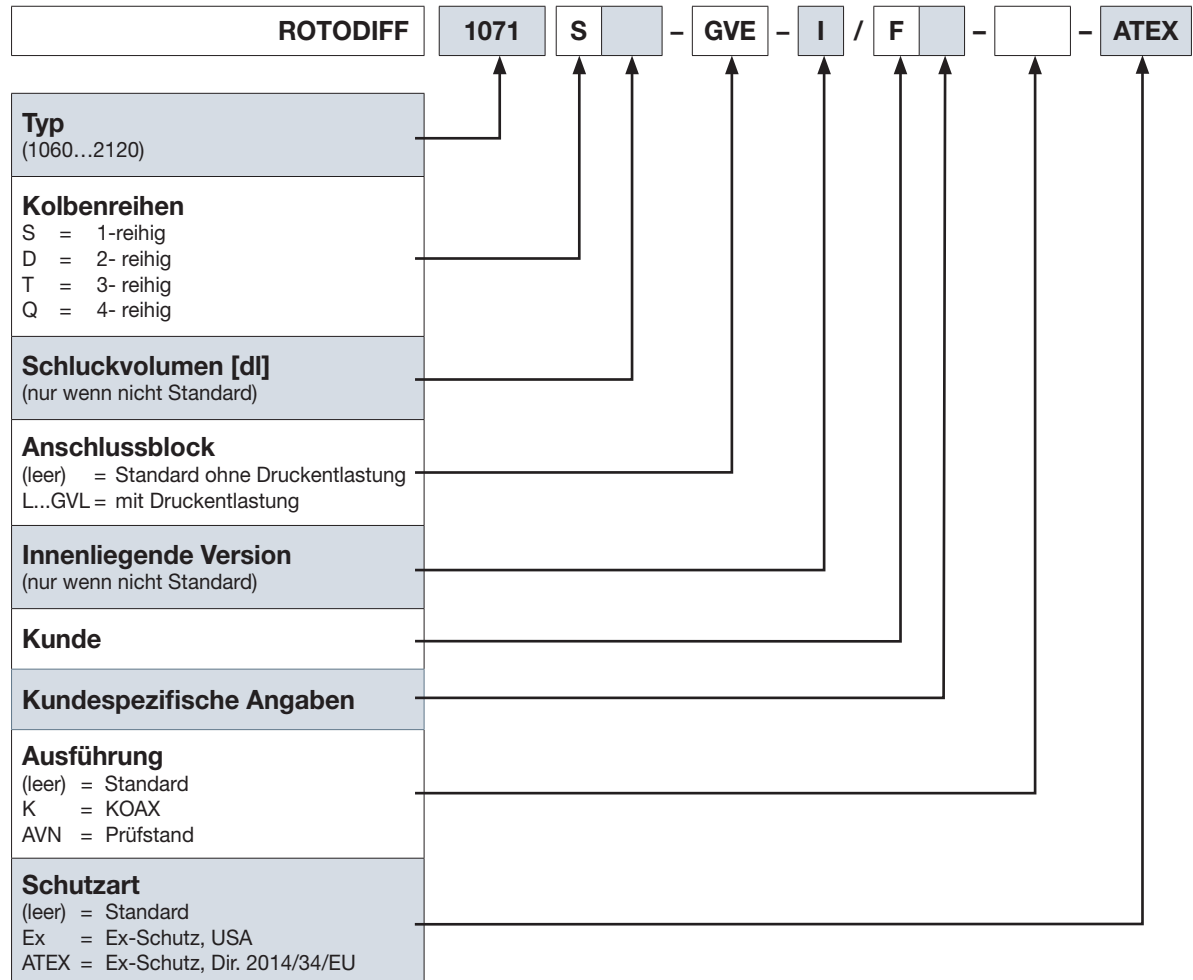 ROTODIFF 1071 S – GVE – I / F – – ATEX
Typ
(1060…2120)
Kolbenreihen
S = 1-reihig
D = 2- reihig
T = 3- reihig
Q = 4- reihig
Schluckvolumen [dl]
(nur wenn nicht Standard)
Anschlussblock
(leer) = Standard ohne Druckentlastung
L...GVL = mit Druckentlastung
Innenliegende Version
(nur wenn nicht Standard)
Kunde
Kundespezifische Angaben
Ausführung
(leer) = Standard
K = KOAX
AVN = Prüfstand
Schutzart
(leer) = Standard
Ex = Ex-Schutz, USA
ATEX = Ex-Schutz, Dir. 2014/34/EU